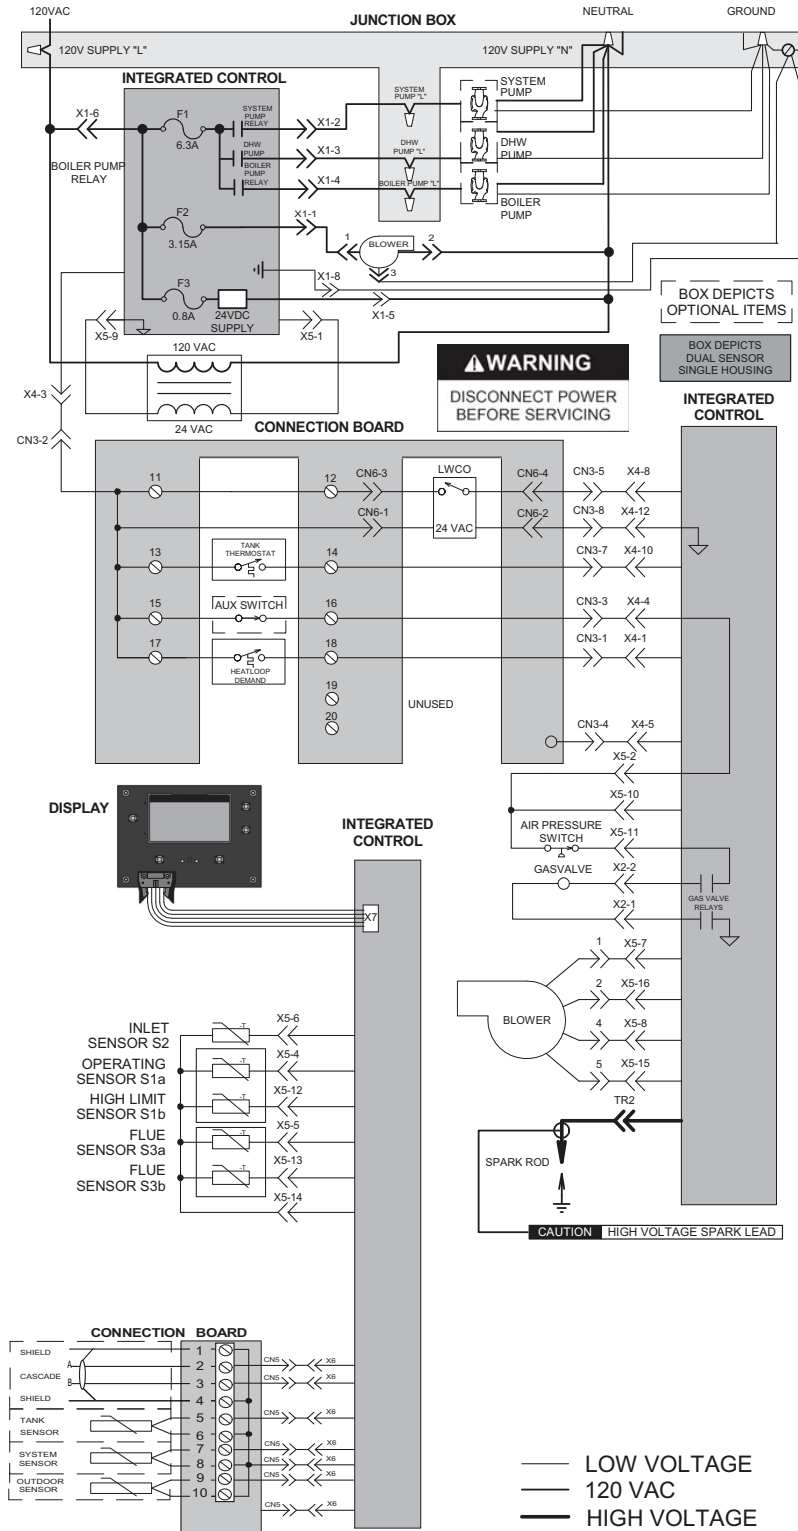 120VAC
NEUTRAL
GROUND
JUNCTION BOX
120V SUPPLY "L"
120V SUPPLY "N"
INTEGRATED CONTROL
SYSTEM
PUMP "L"
SYSTEM
PUMP
X1-6
F1
6.3A
SYSTEM
PUMP
RELAY
X1-2
DHW
PUMP
BOILER
PUMP
RELAY
X1-3
DHW
PUMP "L"
DHW
PUMP
BOILER PUMP
RELAY
X1-4
BOILER PUMP "L"
BOILER
PUMP
F2
3.15A
X1-1
1
BLOWER
2
3
X1-8
F3
0.8A
24VDC
SUPPLY
X1-5
BOX DEPICTS
OPTIONAL ITEMS
X5-9
X5-1
120 VAC
24 VAC
BOX DEPICTS
DUAL SENSOR
SINGLE HOUSING
WARNING
DISCONNECT POWER
BEFORE SERVICING
X4-3
CN3-2
CONNECTION BOARD
INTEGRATED
CONTROL
11
12
CN6-3
LWCO
CN6-4
CN3-5
X4-8
CN6-1
24 VAC
CN6-2
CN3-8
X4-12
13
TANK
THERMOSTAT
14
CN3-7
X4-10
15
AUX SWITCH
16
CN3-3
X4-4
17
HEATLOOP
DEMAND
18
CN3-1
X4-1
19
20
UNUSED
CN3-4
X4-5
X5-2
X5-10
AIR PRESSURE
SWITCH
X5-11
GASVALVE
X2-2
GAS VALVE
RELAYS
X2-1
DISPLAY
INTEGRATED
CONTROL
X7
BLOWER
1
X5-7
2
X5-16
4
X5-8
5
X5-15
INLET
SENSOR S2
-T
X5-6
OPERATING
SENSOR S1a
-T
X5-4
HIGH LIMIT
SENSOR S1b
-T
X5-12
FLUE
SENSOR S3a
-T
X5-5
FLUE
SENSOR S3b
-T
X5-13
X5-14
TR2
SPARK ROD
CAUTION HIGH VOLTAGE SPARK LEAD
CONNECTION BOARD
SHIELD
1
A
2
CN5
X6
CASCADE
B
3
CN5
X6
SHIELD
4
TANK
SENSOR
5
CN5
X6
6
SYSTEM
SENSOR
7
CN5
X6
8
CN5
X6
OUTDOOR
SENSOR
9
CN5
X6
10
CN5
X6
LOW VOLTAGE
120 VAC
HIGH VOLTAGE